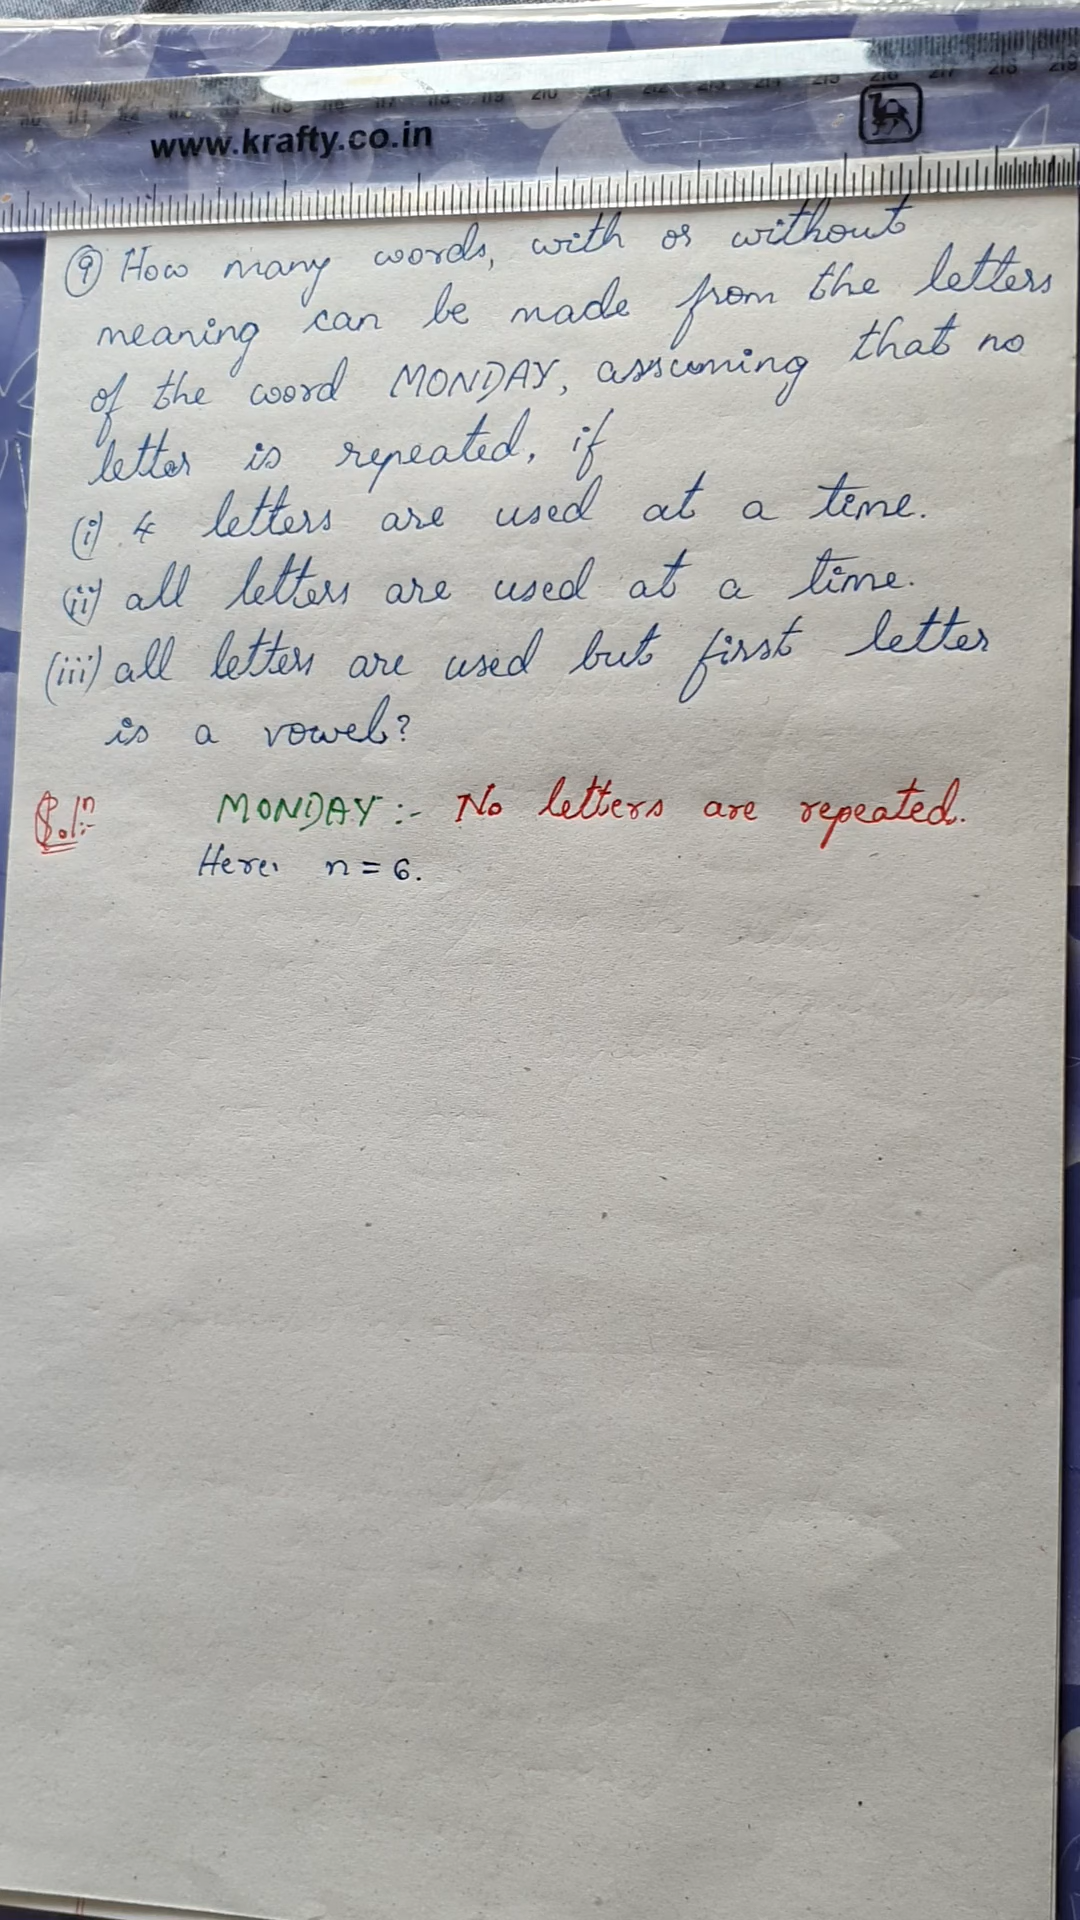 www.krafty.co.in
(9) How many words, with or without
meaning can be made from the letters
of the word MONDAY, assuming that no
letter is repeated, if
(i) 4 letters are used at a time.
(ii) all letters are used at a time.
(iii) all letters are used but first letter
is a vowel?
Solⁿ:- MONDAY :- No letters are repeated.
Here, n = 6.